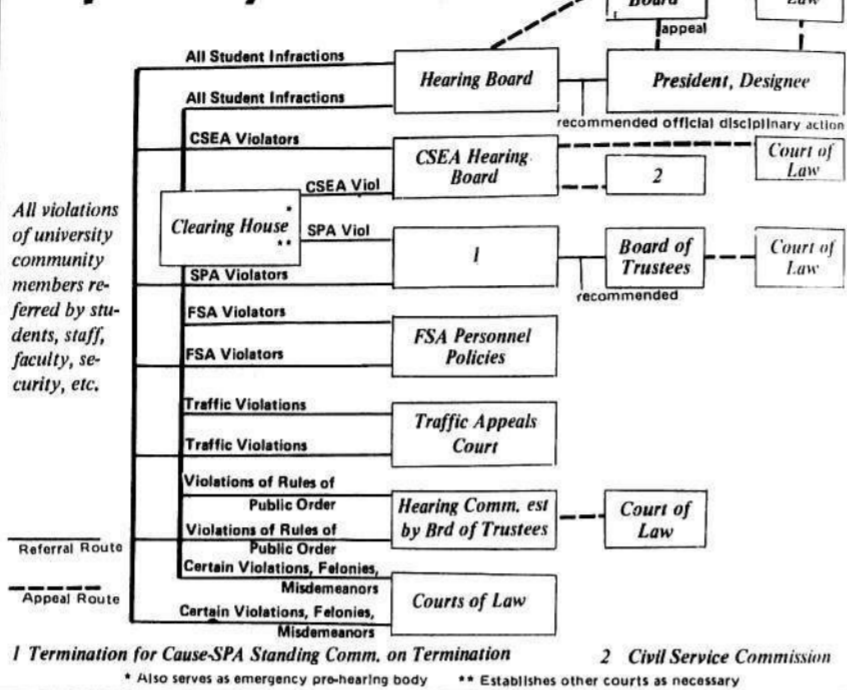 Board
Law
appeal
All Student Infractions
Hearing Board
President, Designee
All Student Infractions
recommended official disciplinary action
CSEA Violators
CSEA Hearing
Board
Court of
Law
2
CSEA Viol
All violations
of university
community
members re-
ferred by stu-
dents, staff,
faculty, se-
curity, etc.
Clearing House *
**
SPA Viol
1
Board of
Trustees
Court of
Law
SPA Violators
recommended
FSA Violators
FSA Personnel
Policies
FSA Violators
Traffic Violations
Traffic Appeals
Court
Traffic Violations
Violations of Rules of
Public Order
Hearing Comm. est
by Brd of Trustees
Court of
Law
Violations of Rules of
Public Order
Referral Route
Certain Violations, Felonies,
Misdemeanors
Courts of Law
Appeal Route
Certain Violations, Felonies,
Misdemeanors
1 Termination for Cause-SPA Standing Comm. on Termination
2 Civil Service Commission
* Also serves as emergency pre-hearing body
** Establishes other courts as necessary